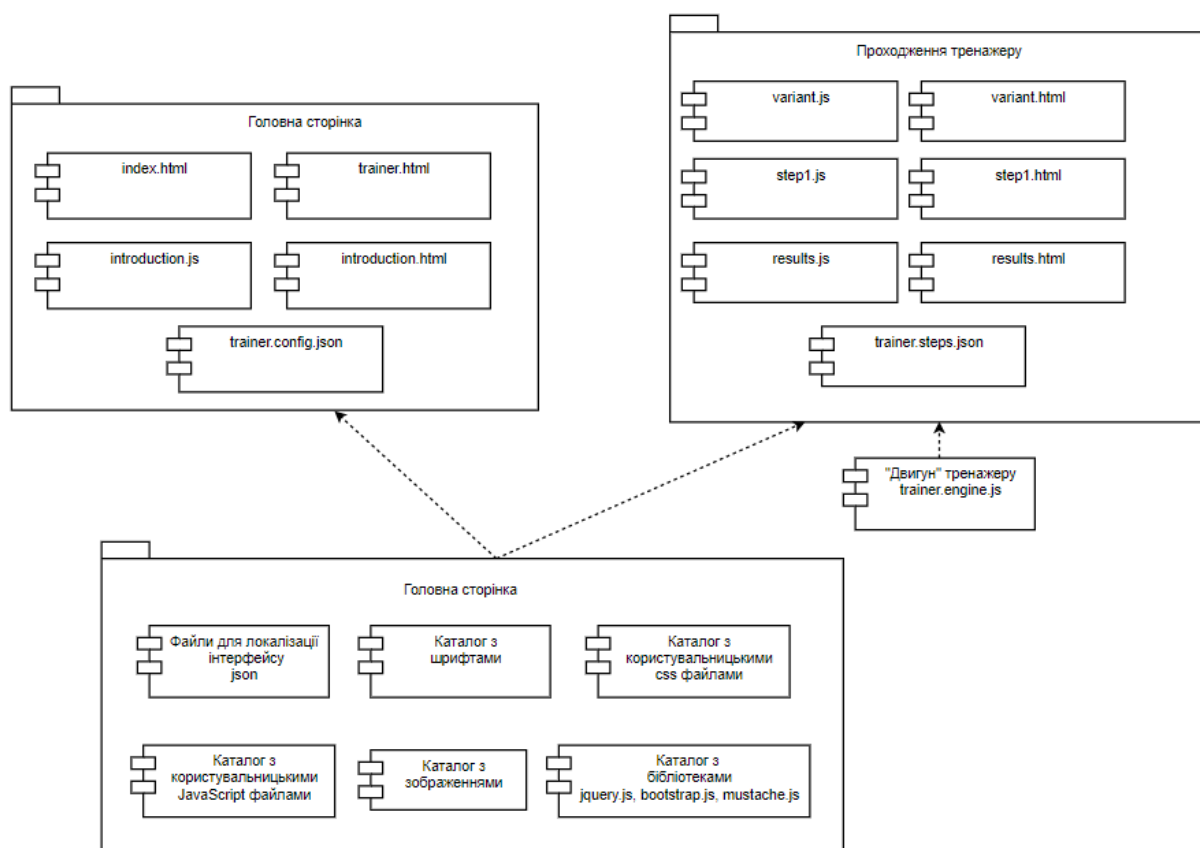 Головна сторінка
index.html
trainer.html
introduction.js
introduction.html
trainer.config.json
Проходження тренажеру
variant.js
variant.html
step1.js
step1.html
results.js
results.html
trainer.steps.json
"Двигун" тренажеру
trainer.engine.js
Головна сторінка
Файли для локалізації
інтерфейсу
json
Каталог з
шрифтами
Каталог з
користувальницькими
css файлами
Каталог з
користувальницькими
JavaScript файлами
Каталог з
зображеннями
Каталог з
бібліотеками
jquery.js, bootstrap.js, mustache.js